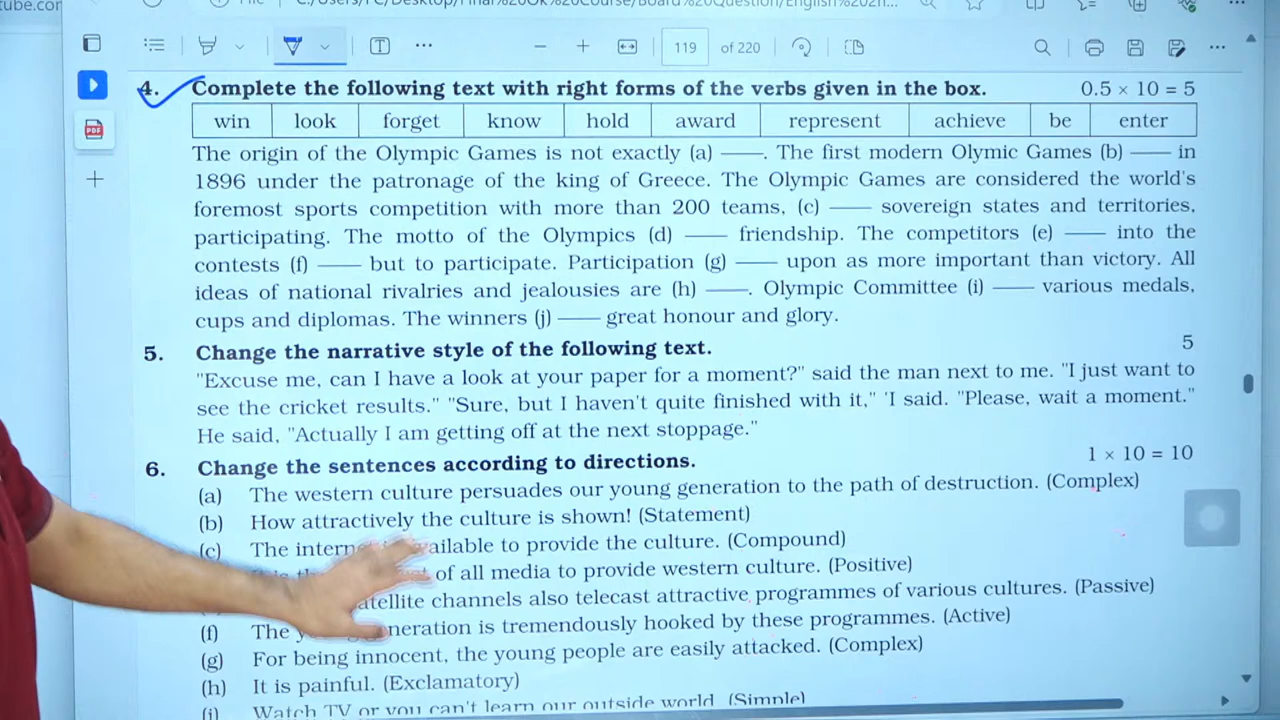 tube.com
119 of 220
4. Complete the following text with right forms of the verbs given in the box. 0.5 × 10 = 5
win look forget know hold award represent achieve be enter
The origin of the Olympic Games is not exactly (a) ——. The first modern Olymic Games (b) —— in
1896 under the patronage of the king of Greece. The Olympic Games are considered the world's
foremost sports competition with more than 200 teams, (c) —— sovereign states and territories,
participating. The motto of the Olympics (d) —— friendship. The competitors (e) —— into the
contests (f) —— but to participate. Participation (g) —— upon as more important than victory. All
ideas of national rivalries and jealousies are (h) ——. Olympic Committee (i) —— various medals,
cups and diplomas. The winners (j) —— great honour and glory.
5. Change the narrative style of the following text. 5
"Excuse me, can I have a look at your paper for a moment?" said the man next to me. "I just want to
see the cricket results." "Sure, but I haven't quite finished with it," 'I said. "Please, wait a moment."
He said, "Actually I am getting off at the next stoppage."
6. Change the sentences according to directions. 1 × 10 = 10
(a) The western culture persuades our young generation to the path of destruction. (Complex)
(b) How attractively the culture is shown! (Statement)
(c) The available to provide the culture. (Compound)
of all media to provide western culture. (Positive)
channels also telecast attractive programmes of various cultures. (Passive)
(f) The is tremendously hooked by these programmes. (Active)
(g) For being innocent, the young people are easily attacked. (Complex)
(h) It is painful. (Exclamatory)
(i) Watch TV or you can't learn our outside world. (Simple)